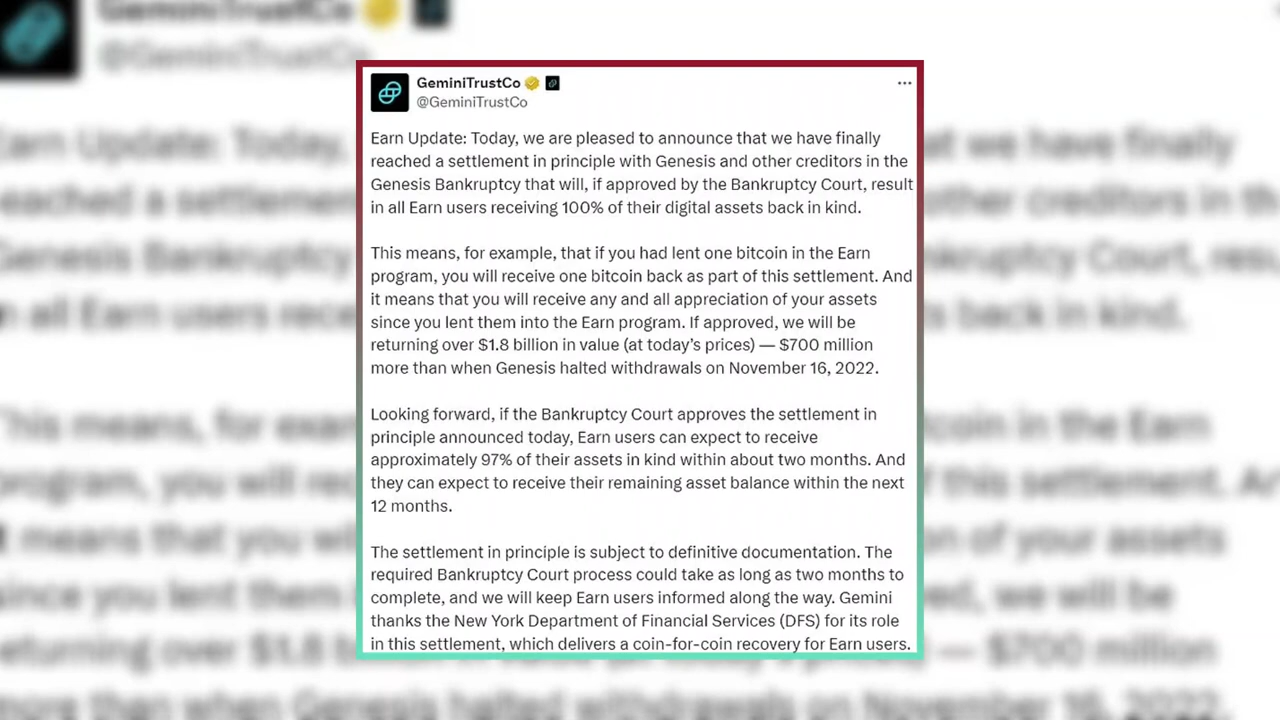 GeminiTrustCo
@GeminiTrustCo
Earn Update: Today, we are pleased to announce that we have finally
reached a settlement in principle with Genesis and other creditors in the
Genesis Bankruptcy that will, if approved by the Bankruptcy Court, result
in all Earn users receiving 100% of their digital assets back in kind.
This means, for example, that if you had lent one bitcoin in the Earn
program, you will receive one bitcoin back as part of this settlement. And
it means that you will receive any and all appreciation of your assets
since you lent them into the Earn program. If approved, we will be
returning over $1.8 billion in value (at today's prices) — $700 million
more than when Genesis halted withdrawals on November 16, 2022.
Looking forward, if the Bankruptcy Court approves the settlement in
principle announced today, Earn users can expect to receive
approximately 97% of their assets in kind within about two months. And
they can expect to receive their remaining asset balance within the next
12 months.
The settlement in principle is subject to definitive documentation. The
required Bankruptcy Court process could take as long as two months to
complete, and we will keep Earn users informed along the way. Gemini
thanks the New York Department of Financial Services (DFS) for its role
in this settlement, which delivers a coin-for-coin recovery for Earn users.